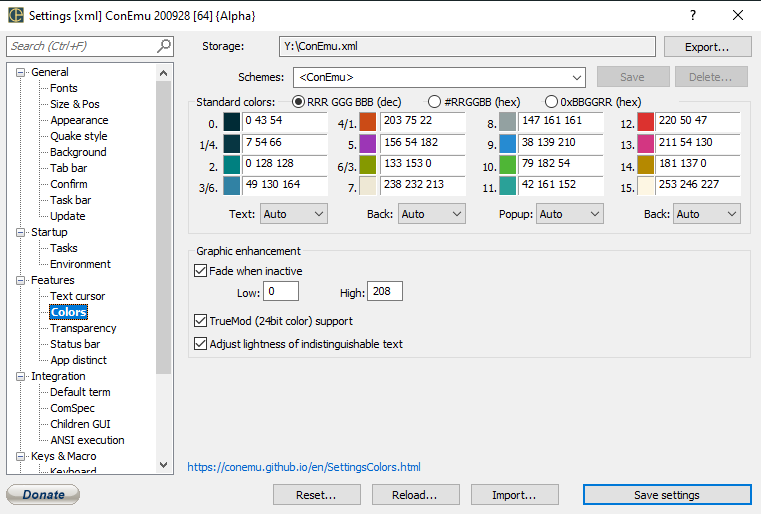 Settings [xml] ConEmu 200928 [64] {Alpha}
?
Search (Ctrl+F)
General
Fonts
Size & Pos
Appearance
Quake style
Background
Tab bar
Confirm
Task bar
Update
Startup
Tasks
Environment
Features
Text cursor
Colors
Transparency
Status bar
App distinct
Integration
Default term
ComSpec
Children GUI
ANSI execution
Keys & Macro
Keyboard
Storage: Y:\ConEmu.xml Export...
Schemes: <ConEmu> Save Delete...
Standard colors: RRR GGG BBB (dec) #RRGGBB (hex) 0xBBGGRR (hex)
0. 0 43 54 4/1. 203 75 22 8. 147 161 161 12. 220 50 47
1/4. 7 54 66 5. 156 54 182 9. 38 139 210 13. 211 54 130
2. 0 128 128 6/3. 133 153 0 10. 79 182 54 14. 181 137 0
3/6. 49 130 164 7. 238 232 213 11. 42 161 152 15. 253 246 227
Text: Auto Back: Auto Popup: Auto Back: Auto
Graphic enhancement
Fade when inactive
Low: 0 High: 208
TrueMod (24bit color) support
Adjust lightness of indistinguishable text
https://conemu.github.io/en/SettingsColors.html
Donate Reset... Reload... Import... Save settings